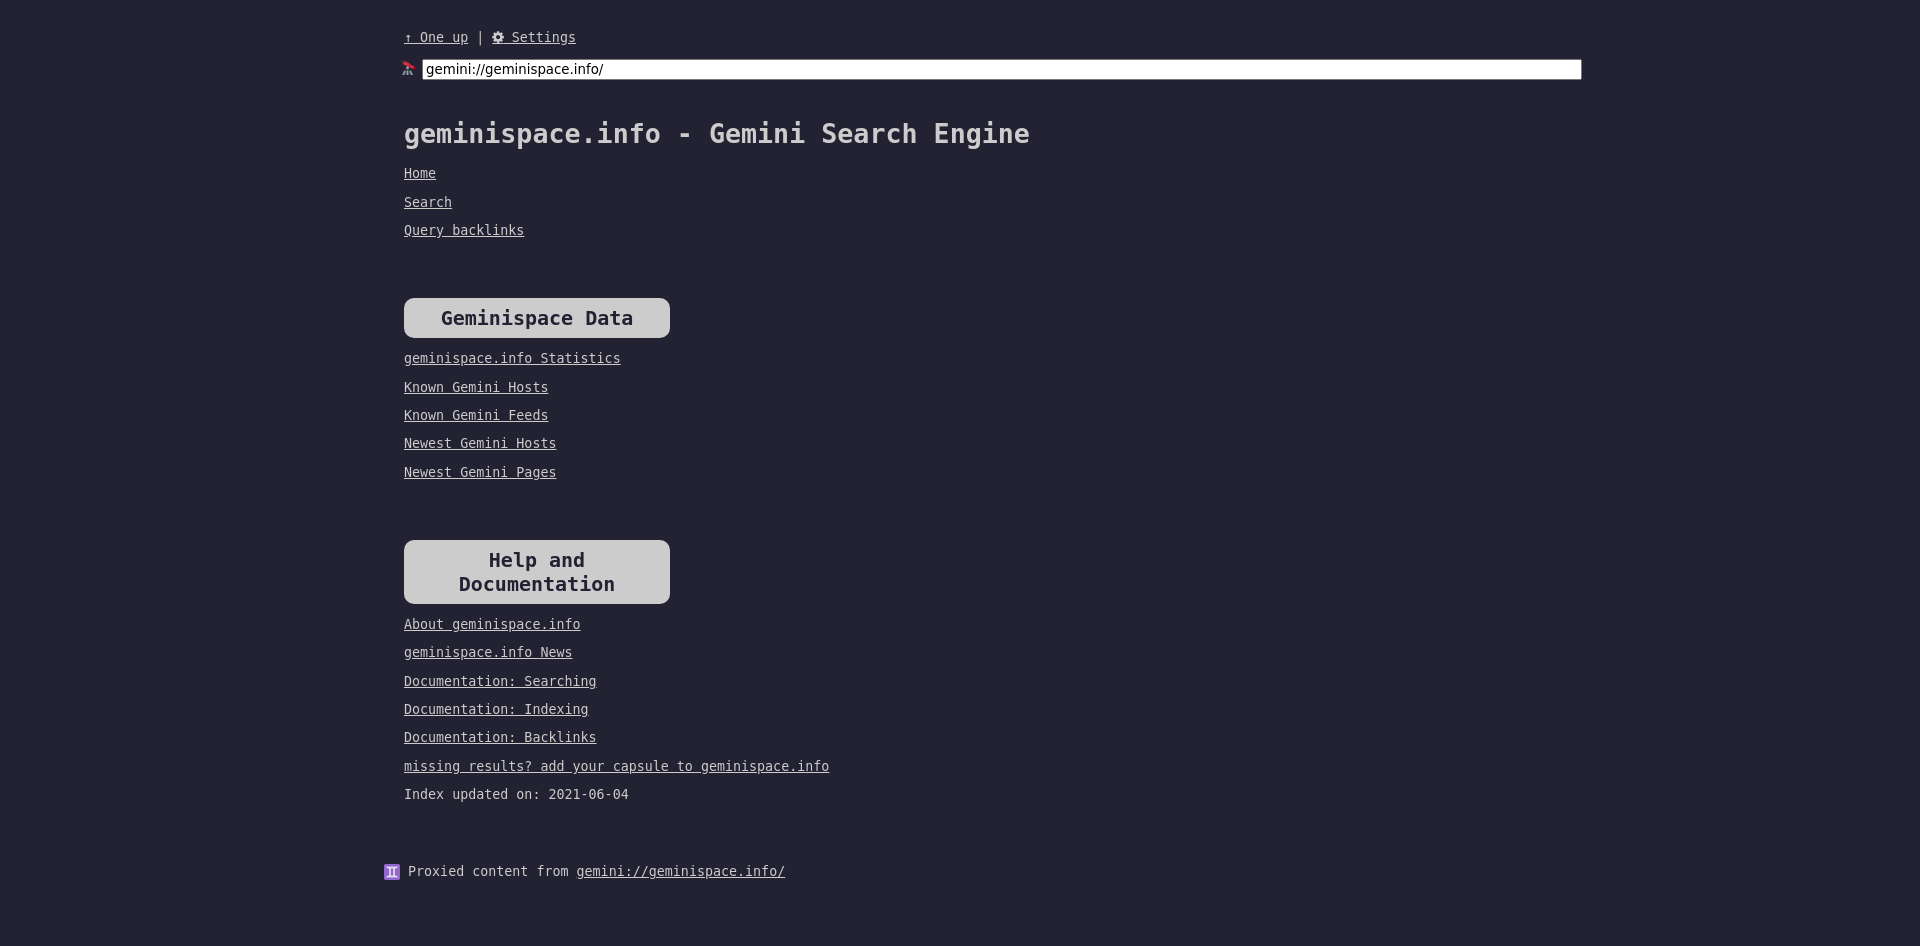 ↑ One up | ⚙ Settings
gemini://geminispace.info/
geminispace.info - Gemini Search Engine
Home
Search
Query backlinks
Geminispace Data
geminispace.info Statistics
Known Gemini Hosts
Known Gemini Feeds
Newest Gemini Hosts
Newest Gemini Pages
Help and
Documentation
About geminispace.info
geminispace.info News
Documentation: Searching
Documentation: Indexing
Documentation: Backlinks
missing results? add your capsule to geminispace.info
Index updated on: 2021-06-04
♊ Proxied content from gemini://geminispace.info/